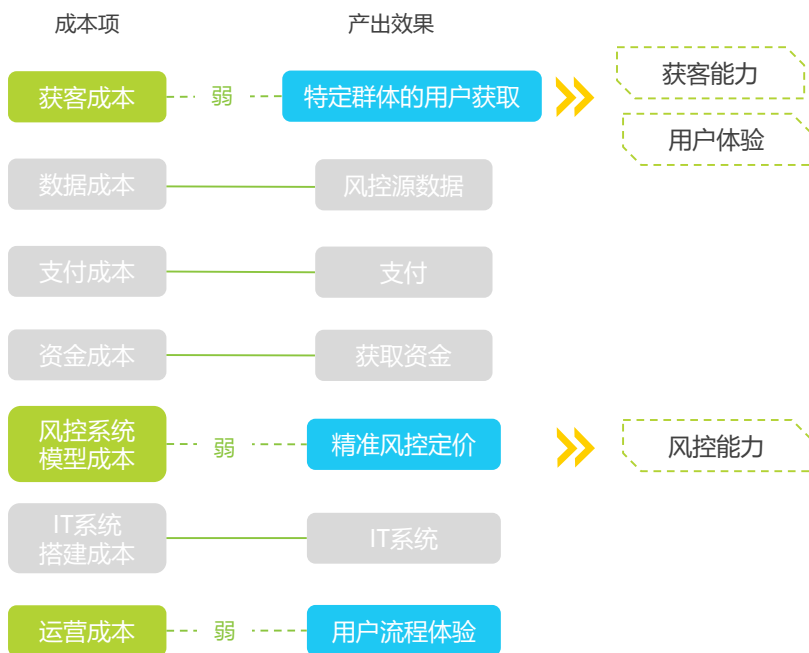 成本项
产出效果
获客成本
弱
特定群体的用户获取
获客能力
用户体验
数据成本
风控源数据
支付成本
支付
资金成本
获取资金
风控系统
模型成本
弱
精准风控定价
风控能力
IT系统
搭建成本
IT系统
运营成本
弱
用户流程体验